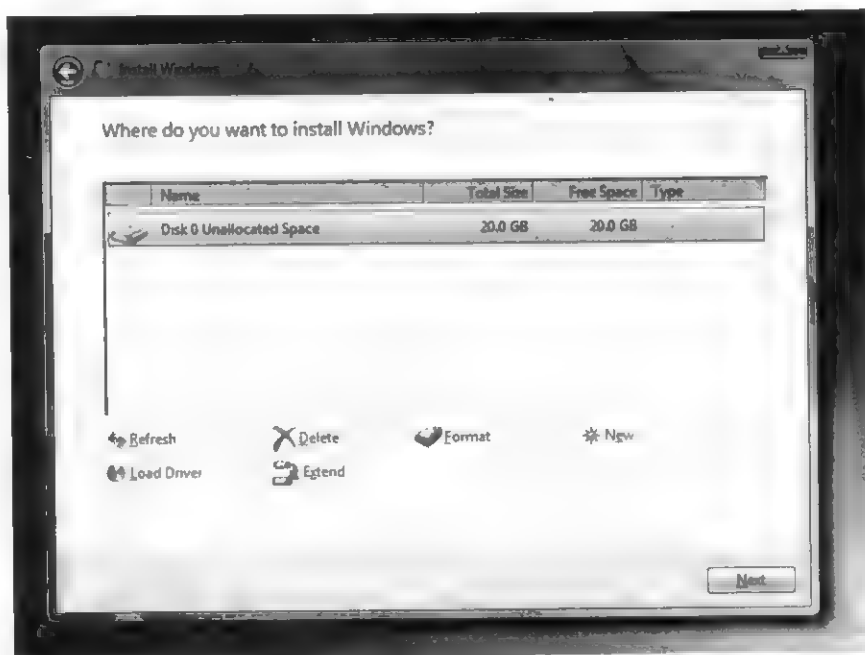 Install Windows
Where do you want to install Windows?
Name Total Size Free Space Type
Disk 0 Unallocated Space 20.0 GB 20.0 GB
Refresh Delete Format New
Load Driver Extend
Next